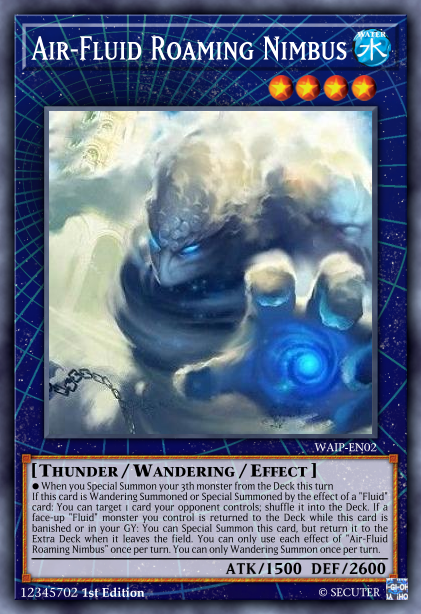 AIR-FLUID ROAMING NIMBUS
WATER
水
WAIP-EN02
[THUNDER / WANDERING / EFFECT]
● When you Special Summon your 3rd monster from the Deck this turn
If this card is Wandering Summoned or Special Summoned by the effect of a "Fluid"
card: You can target 1 card your opponent controls; shuffle it into the Deck. If a
face-up "Fluid" monster you control is returned to the Deck while this card is
banished or in your GY: You can Special Summon this card, but return it to the
Extra Deck when it leaves the field. You can only use each effect of "Air-Fluid
Roaming Nimbus" once per turn. You can only Wandering Summon once per turn.
ATK/1500 DEF/2600
12345702 1st Edition
© SECUTER